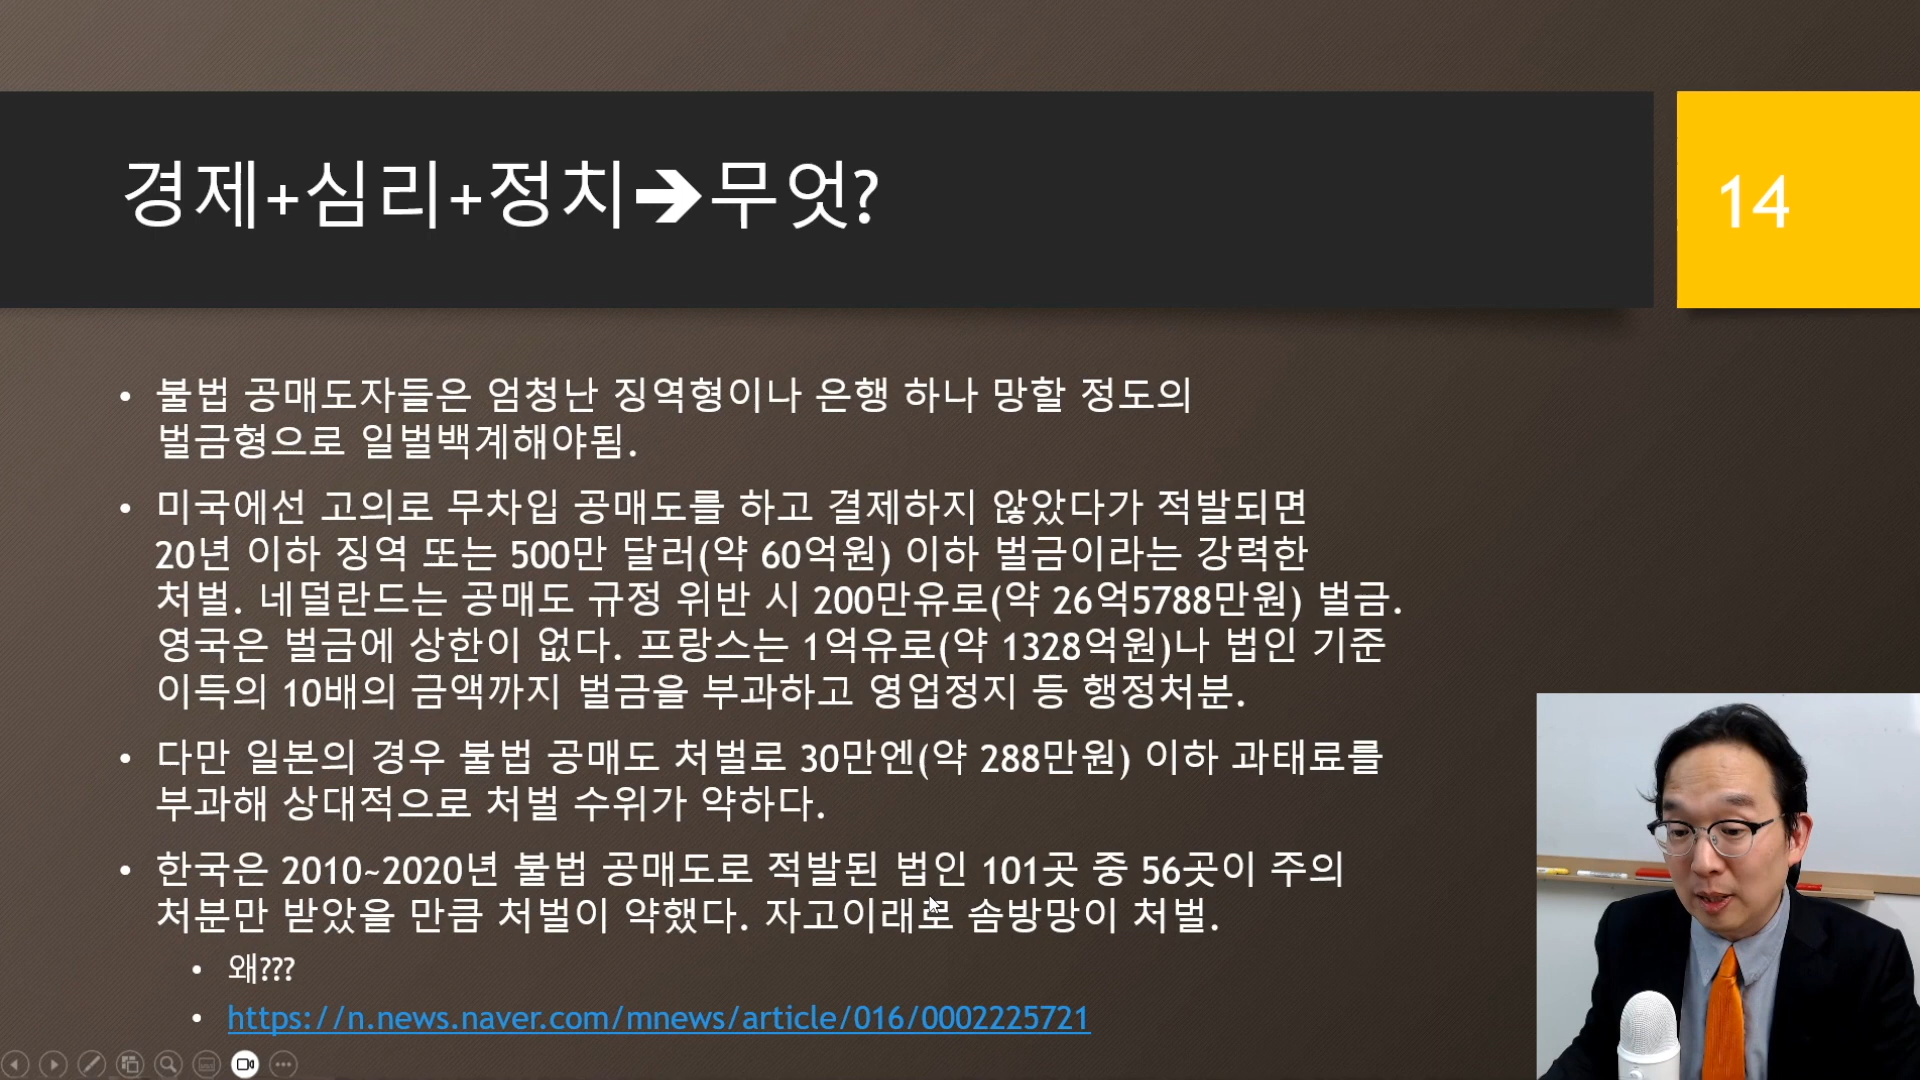 경제+심리+정치➔무엇?
14
• 불법 공매도자들은 엄청난 징역형이나 은행 하나 망할 정도의
벌금형으로 일벌백계해야됨.
• 미국에선 고의로 무차입 공매도를 하고 결제하지 않았다가 적발되면
20년 이하 징역 또는 500만 달러(약 60억원) 이하 벌금이라는 강력한
처벌. 네덜란드는 공매도 규정 위반 시 200만유로(약 26억5788만원) 벌금.
영국은 벌금에 상한이 없다. 프랑스는 1억유로(약 1328억원)나 법인 기준
이득의 10배의 금액까지 벌금을 부과하고 영업정지 등 행정처분.
• 다만 일본의 경우 불법 공매도 처벌로 30만엔(약 288만원) 이하 과태료를
부과해 상대적으로 처벌 수위가 약하다.
• 한국은 2010~2020년 불법 공매도로 적발된 법인 101곳 중 56곳이 주의
처분만 받았을 만큼 처벌이 약했다. 자고이래로 솜방망이 처벌.
• 왜???
• https://n.news.naver.com/mnews/article/016/0002225721